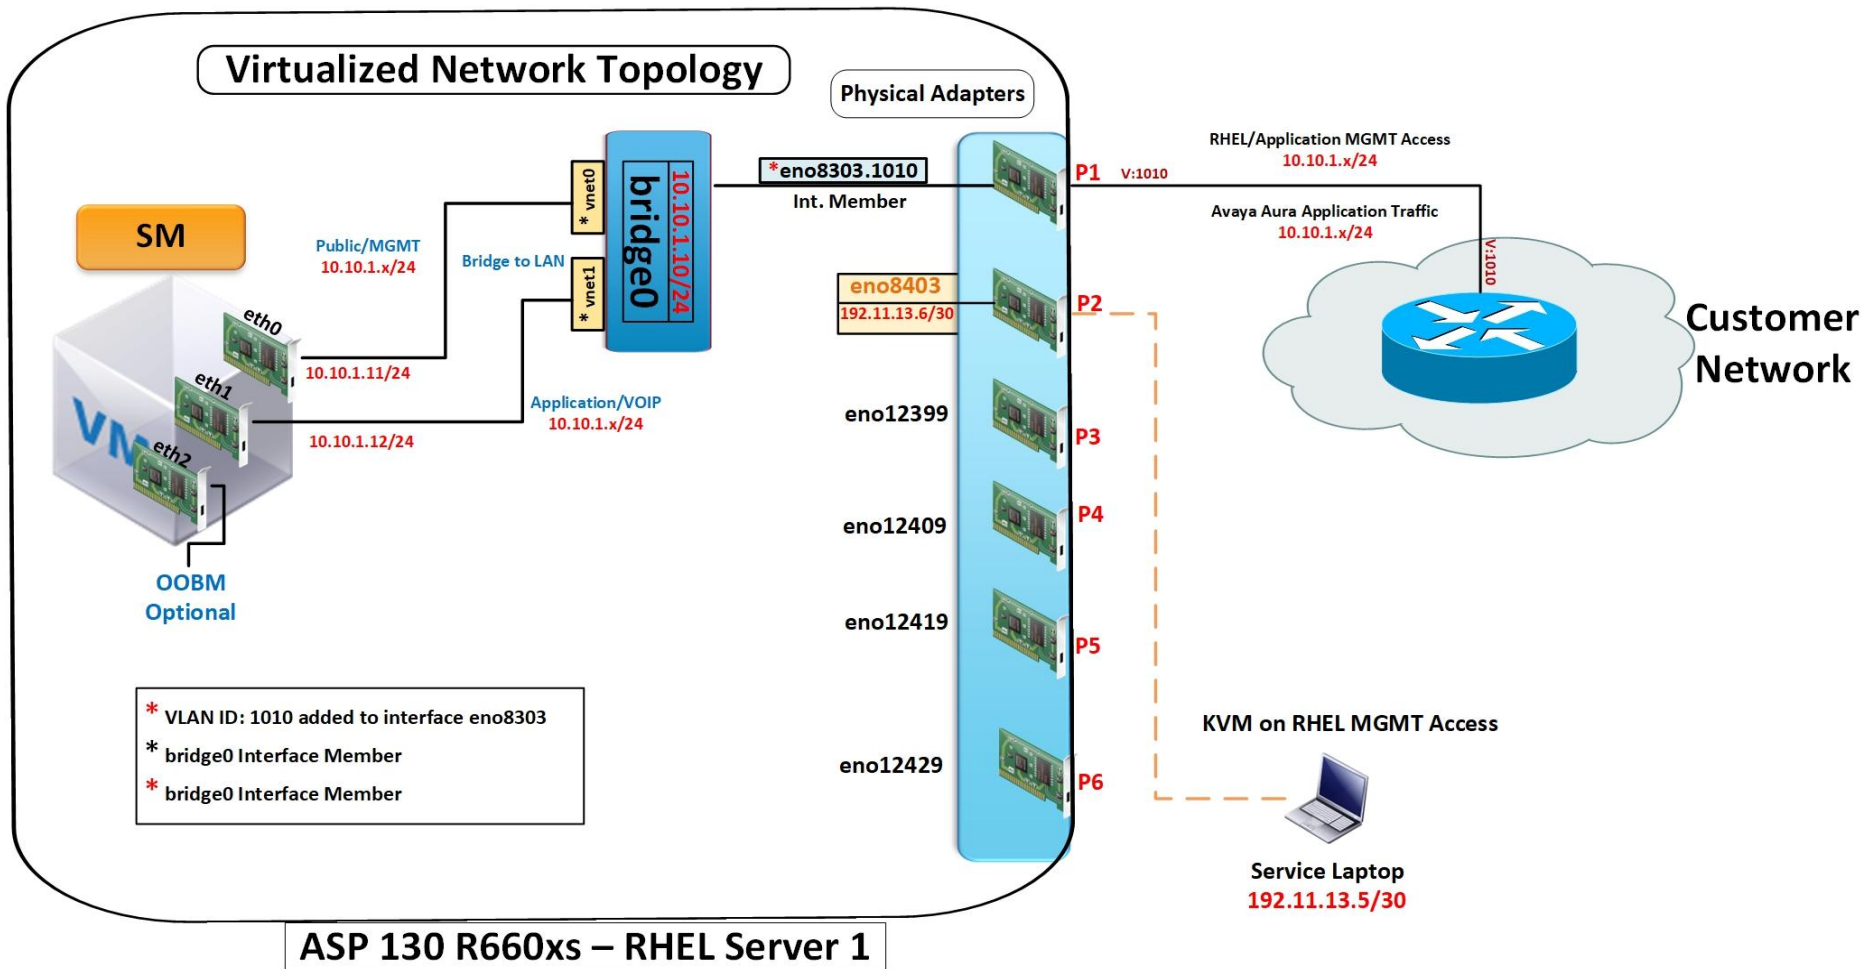 Virtualized Network Topology
Physical Adapters
*eno8303.1010
Int. Member
P1
V:1010
RHEL/Application MGMT Access
10.10.1.x/24
Avaya Aura Application Traffic
10.10.1.x/24
V:1010
SM
Public/MGMT
10.10.1.x/24
Bridge to LAN
* vnet0
* vnet1
bridge0
10.10.1.10/24
eno8403
192.11.13.6/30
P2
Customer
Network
eth0
10.10.1.11/24
eth1
10.10.1.12/24
Application/VOIP
10.10.1.x/24
VM
eth2
OOBM
Optional
eno12399
P3
eno12409
P4
eno12419
P5
eno12429
P6
* VLAN ID: 1010 added to interface eno8303
* bridge0 Interface Member
* bridge0 Interface Member
KVM on RHEL MGMT Access
Service Laptop
192.11.13.5/30
ASP 130 R660xs – RHEL Server 1